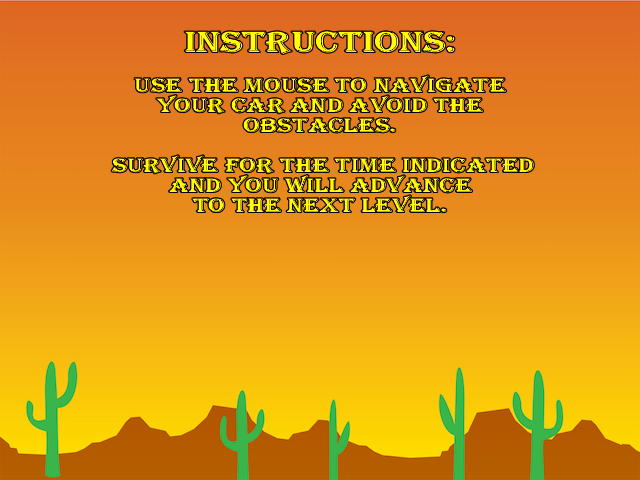 INSTRUCTIONS:
USE THE MOUSE TO NAVIGATE
YOUR CAR AND AVOID THE
OBSTACLES.
SURVIVE FOR THE TIME INDICATED
AND YOU WILL ADVANCE
TO THE NEXT LEVEL.